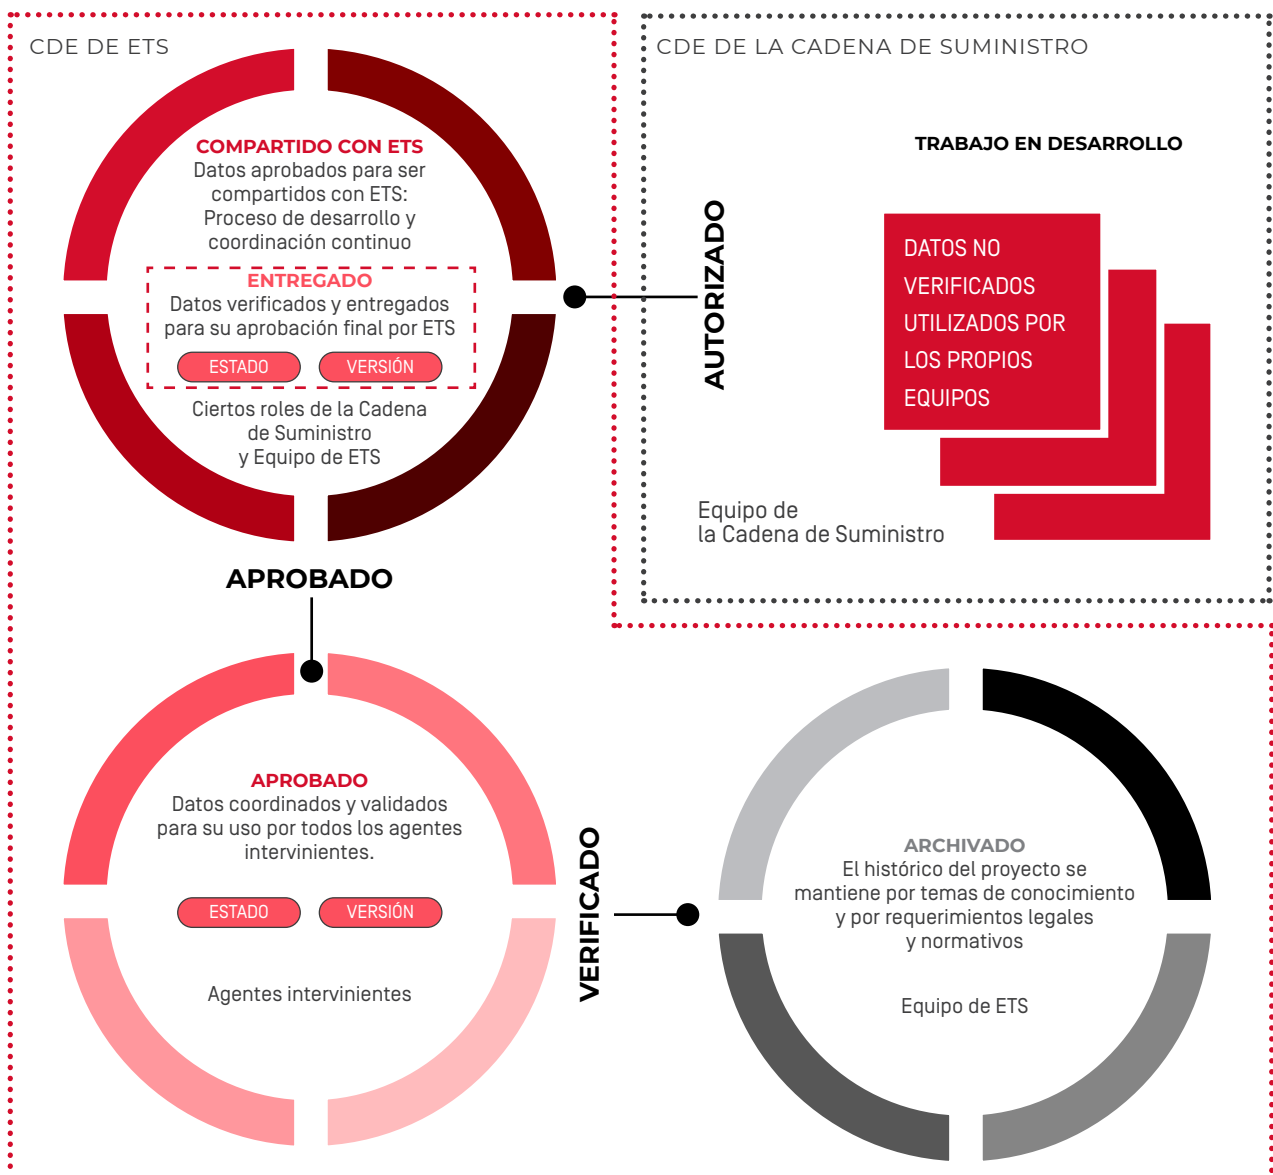 CDE DE ETS
COMPARTIDO CON ETS
Datos aprobados para ser
compartidos con ETS:
Proceso de desarrollo y
coordinación continuo
ENTREGADO
Datos verificados y entregados
para su aprobación final por ETS
ESTADO
VERSIÓN
Ciertos roles de la Cadena
de Suministro
y Equipo de ETS
CDE DE LA CADENA DE SUMINISTRO
TRABAJO EN DESARROLLO
AUTORIZADO
DATOS NO
VERIFICADOS
UTILIZADOS POR
LOS PROPIOS
EQUIPOS
Equipo de
la Cadena de Suministro
APROBADO
APROBADO
Datos coordinados y validados
para su uso por todos los agentes
intervinientes.
ESTADO
VERSIÓN
Agentes intervinientes
VERIFICADO
ARCHIVADO
El histórico del proyecto se
mantiene por temas de conocimiento
y por requerimientos legales
y normativos
Equipo de ETS